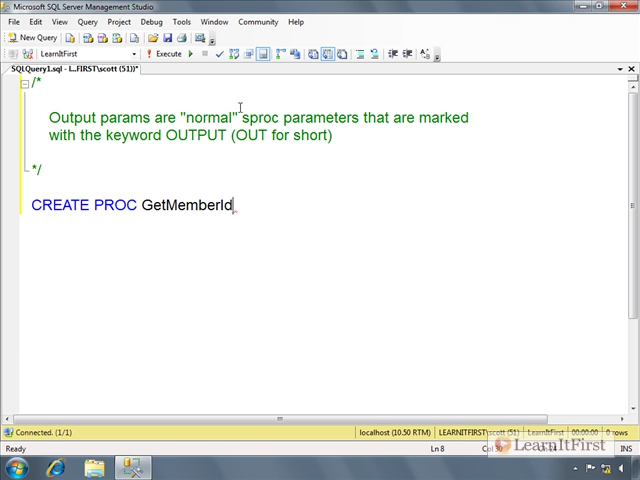 Microsoft SQL Server Management Studio
File Edit View Query Project Debug Tools Window Community Help
New Query
LearnItFirst Execute
SQLQuery1.sql - l...FIRST\scott (51))*
/*
Output params are "normal" sproc parameters that are marked
with the keyword OUTPUT (OUT for short)
*/
CREATE PROC GetMemberId
Connected. (1/1) localhost (10.50 RTM) LEARNITFIRST\scott (51) LearnItFirst 00:00:00 0 rows
LearnItFirst
Ready Ln 8 Col 30 INS